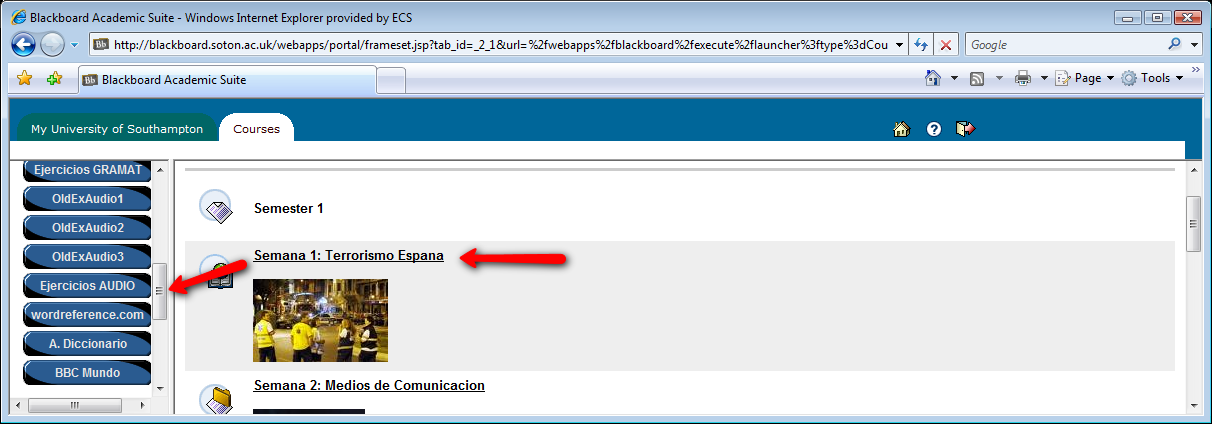 Blackboard Academic Suite - Windows Internet Explorer provided by ECS
http://blackboard.soton.ac.uk/webapps/portal/frameset.jsp?tab_id=_2_1&url=%2fwebapps%2fblackboard%2fexecute%2flauncher%3ftype%3dCou
Google
Blackboard Academic Suite
Page
Tools
My University of Southampton
Courses
Ejercicios GRAMAT
OldExAudio1
OldExAudio2
OldExAudio3
Ejercicios AUDIO
wordreference.com
A. Diccionario
BBC Mundo
Semester 1
Semana 1: Terrorismo Espana
Semana 2: Medios de Comunicacion